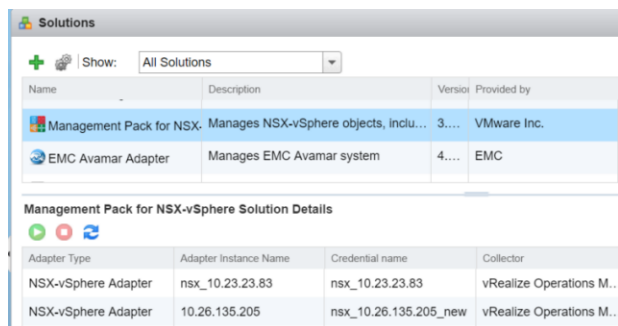 Solutions
Show: All Solutions
Name Description Version Provided by
Management Pack for NSX- Manages NSX-vSphere objects, inclu... 3.... VMware Inc.
EMC Avamar Adapter Manages EMC Avamar system 4.... EMC
Management Pack for NSX-vSphere Solution Details
Adapter Type Adapter Instance Name Credential name Collector
NSX-vSphere Adapter nsx_10.23.23.83 nsx_10.23.23.83 vRealize Operations M...
NSX-vSphere Adapter 10.26.135.205 nsx_10.26.135.205_new vRealize Operations M...